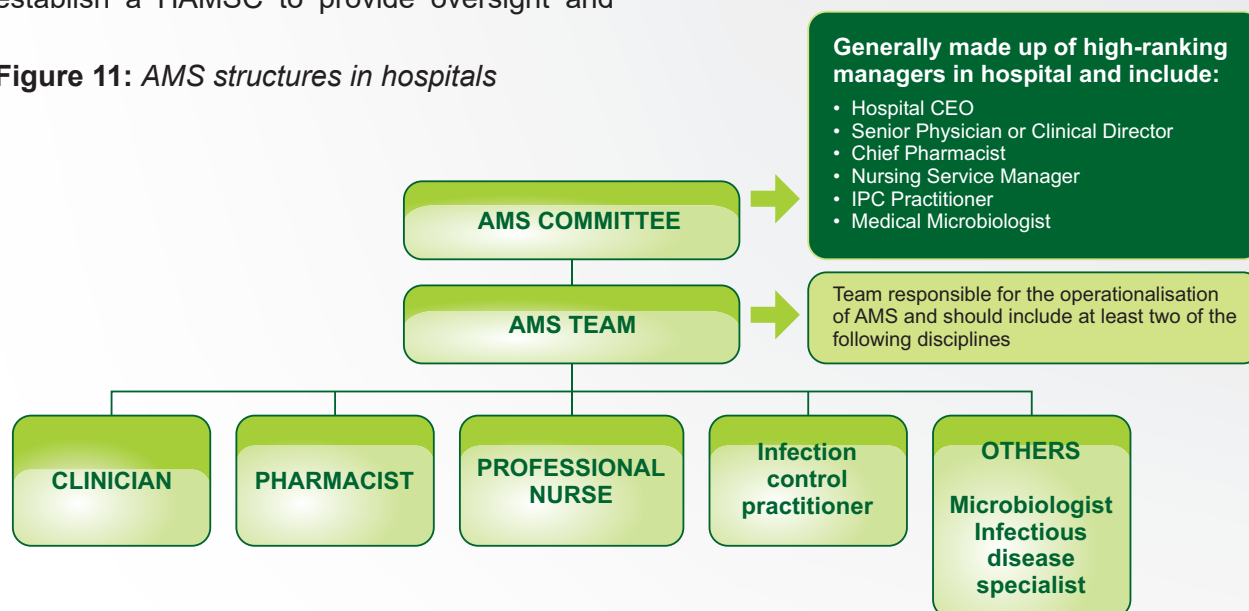 establish a HAMSC to provide oversight and
Figure 11: AMS structures in hospitals
Generally made up of high-ranking
managers in hospital and include:
• Hospital CEO
• Senior Physician or Clinical Director
• Chief Pharmacist
• Nursing Service Manager
• IPC Practitioner
• Medical Microbiologist
AMS COMMITTEE
AMS TEAM
Team responsible for the operationalisation
of AMS and should include at least two of the
following disciplines
CLINICIAN
PHARMACIST
PROFESSIONAL
NURSE
Infection
control
practitioner
OTHERS
Microbiologist
Infectious
disease
specialist